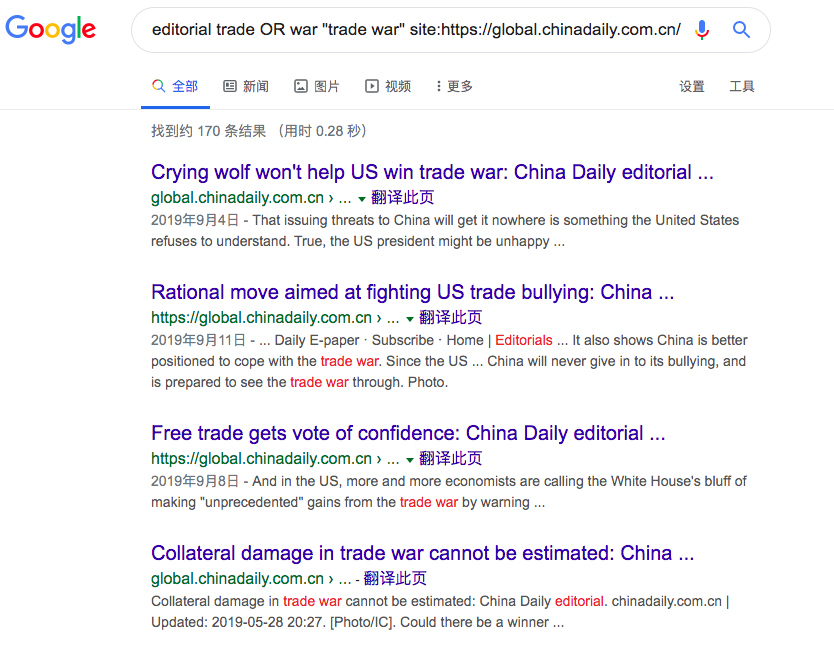 Google
editorial trade OR war "trade war" site:https://global.chinadaily.com.cn/
全部 新闻 图片 视频 更多 设置 工具
找到约 170 条结果 （用时 0.28 秒）
Crying wolf won't help US win trade war: China Daily editorial ...
global.chinadaily.com.cn › ... ▼ 翻译此页
2019年9月4日 - That issuing threats to China will get it nowhere is something the United States
refuses to understand. True, the US president might be unhappy ...
Rational move aimed at fighting US trade bullying: China ...
https://global.chinadaily.com.cn › ... ▼ 翻译此页
2019年9月11日 - ... Daily E-paper · Subscribe · Home | Editorials ... It also shows China is better
positioned to cope with the trade war. Since the US ... China will never give in to its bullying, and
is prepared to see the trade war through. Photo.
Free trade gets vote of confidence: China Daily editorial ...
https://global.chinadaily.com.cn › ... ▼ 翻译此页
2019年9月8日 - And in the US, more and more economists are calling the White House's bluff of
making "unprecedented" gains from the trade war by warning ...
Collateral damage in trade war cannot be estimated: China ...
global.chinadaily.com.cn › ... - 翻译此页
Collateral damage in trade war cannot be estimated: China Daily editorial. chinadaily.com.cn |
Updated: 2019-05-28 20:27. [Photo/IC]. Could there be a winner ...